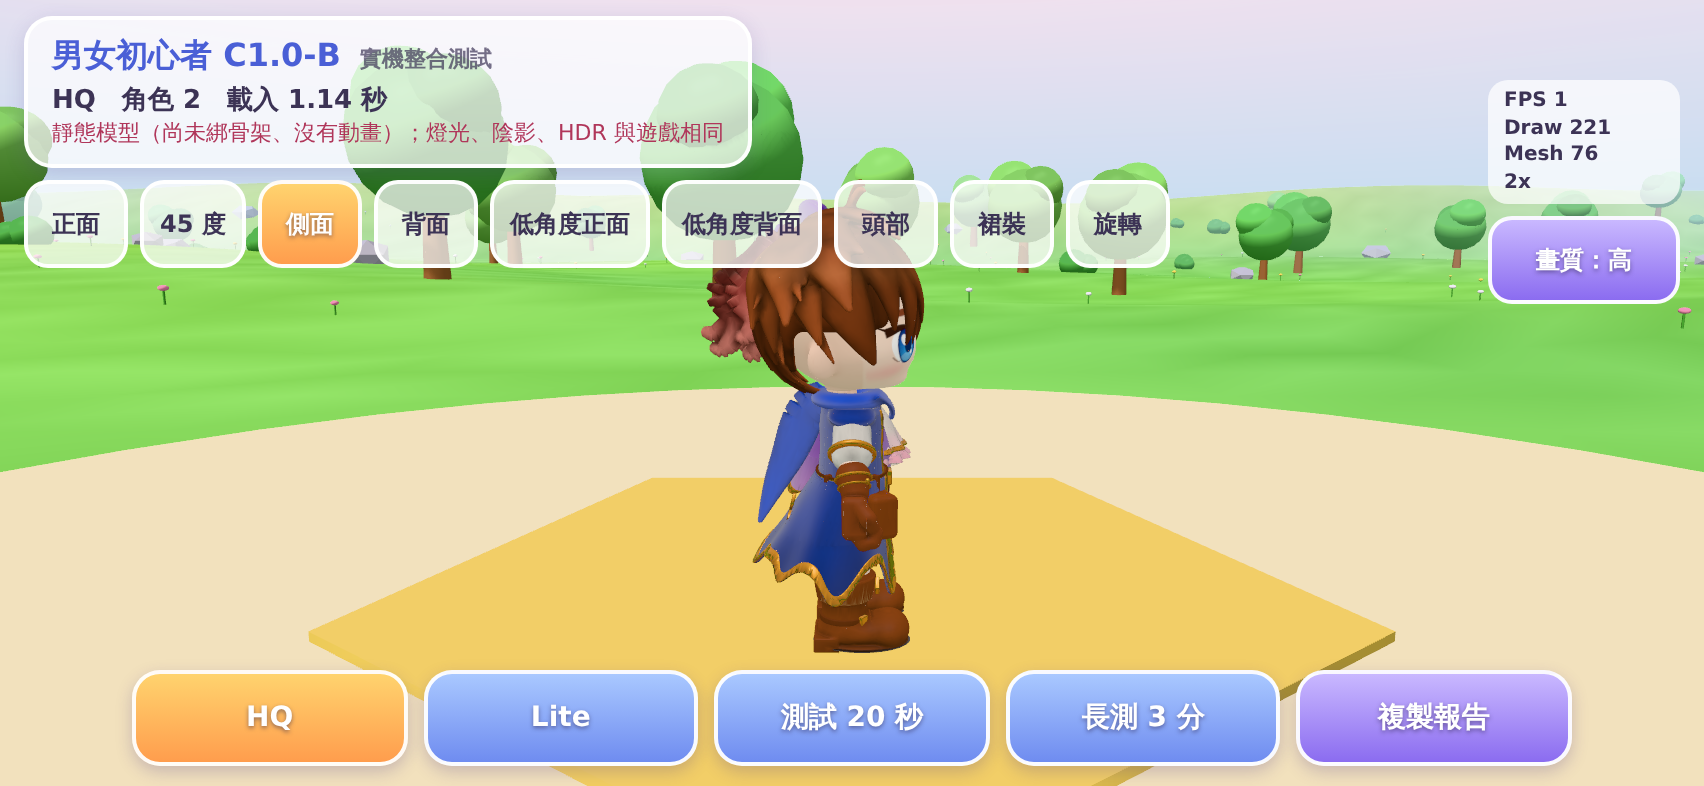 男女初心者 C1.0-B 實機整合測試
HQ 角色 2 載入 1.14 秒
靜態模型（尚未綁骨架、沒有動畫）；燈光、陰影、HDR 與遊戲相同
FPS 1
Draw 221
Mesh 76
2x
正面
45 度
側面
背面
低角度正面
低角度背面
頭部
裙裝
旋轉
畫質：高
HQ
Lite
測試 20 秒
長測 3 分
複製報告